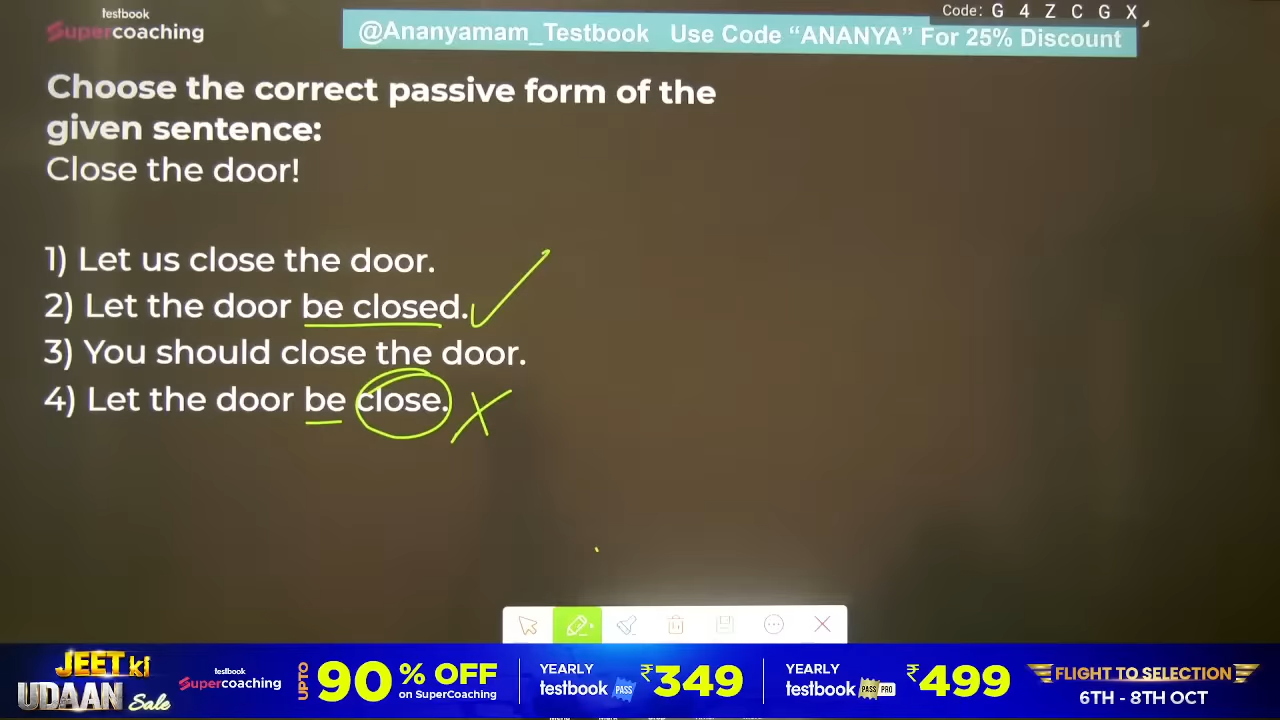 testbook
Supercoaching
@Ananyamam_Testbook Use Code “ANANYA” For 25% Discount
Code: G 4 Z C G X
Choose the correct passive form of the
given sentence:
Close the door!
1) Let us close the door.
2) Let the door be closed.
3) You should close the door.
4) Let the door be close.
JEET ki
UDAAN Sale
testbook
Supercoaching
UPTO 90% OFF
on SuperCoaching
YEARLY
testbook PASS
₹349
YEARLY
testbook PASS PRO
₹499
FLIGHT TO SELECTION
6TH - 8TH OCT